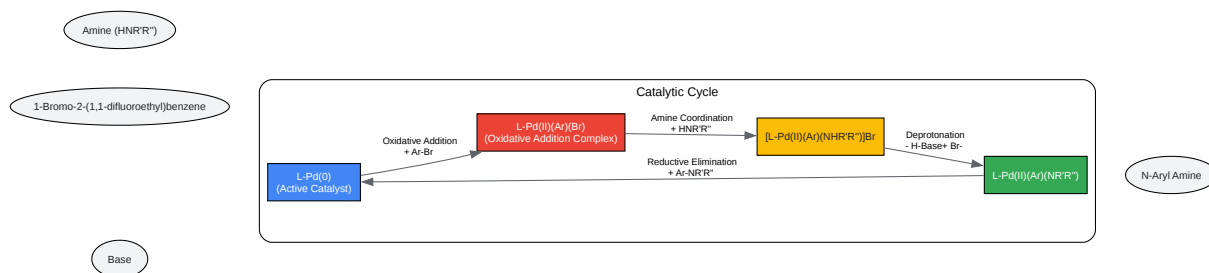 Amine (HNR'R'')
1-Bromo-2-(1,1-difluoroethyl)benzene
Base
Catalytic Cycle
L-Pd(0)
(Active Catalyst)
Oxidative Addition
+ Ar-Br
L-Pd(II)(Ar)(Br)
(Oxidative Addition Complex)
Amine Coordination
+ HNR'R''
[L-Pd(II)(Ar)(NHR'R'')]Br
Deprotonation
- H-Base+ Br-
L-Pd(II)(Ar)(NR'R'')
Reductive Elimination
+ Ar-NR'R''
N-Aryl Amine